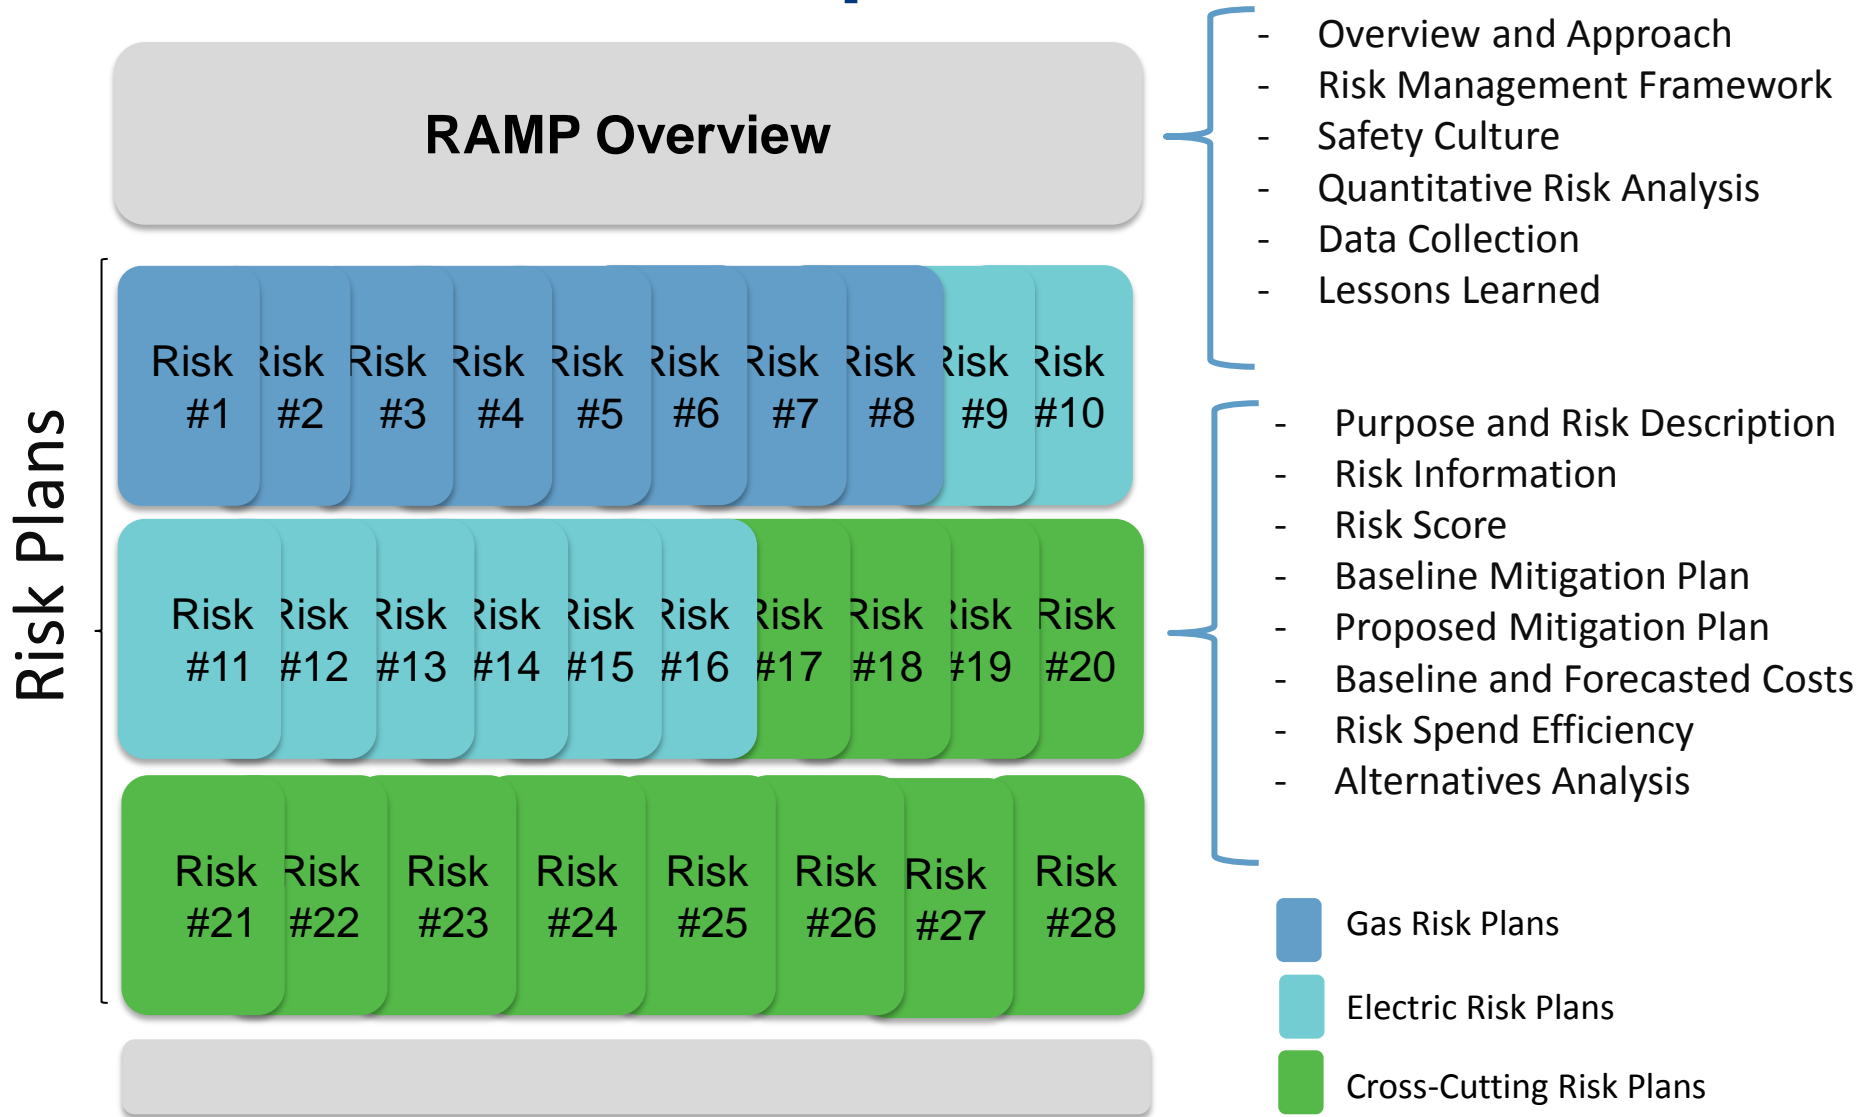 RAMP Overview
- Overview and Approach
- Risk Management Framework
- Safety Culture
- Quantitative Risk Analysis
- Data Collection
- Lessons Learned
Risk Plans
Risk #1
Risk #2
Risk #3
Risk #4
Risk #5
Risk #6
Risk #7
Risk #8
Risk #9
Risk #10
Risk #11
Risk #12
Risk #13
Risk #14
Risk #15
Risk #16
Risk #17
Risk #18
Risk #19
Risk #20
Risk #21
Risk #22
Risk #23
Risk #24
Risk #25
Risk #26
Risk #27
Risk #28
- Purpose and Risk Description
- Risk Information
- Risk Score
- Baseline Mitigation Plan
- Proposed Mitigation Plan
- Baseline and Forecasted Costs
- Risk Spend Efficiency
- Alternatives Analysis
Gas Risk Plans
Electric Risk Plans
Cross-Cutting Risk Plans